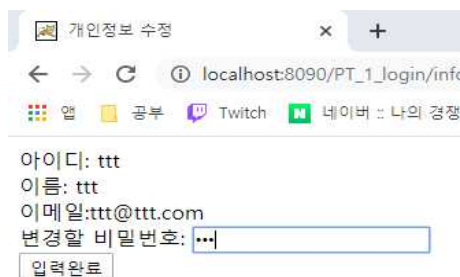 개인정보 수정
localhost:8090/PT_1_login/info
앱 공부 Twitch 네이버 :: 나의 경쟁
아이디: ttt
이름: ttt
이메일:ttt@ttt.com
변경할 비밀번호: •••
입력완료